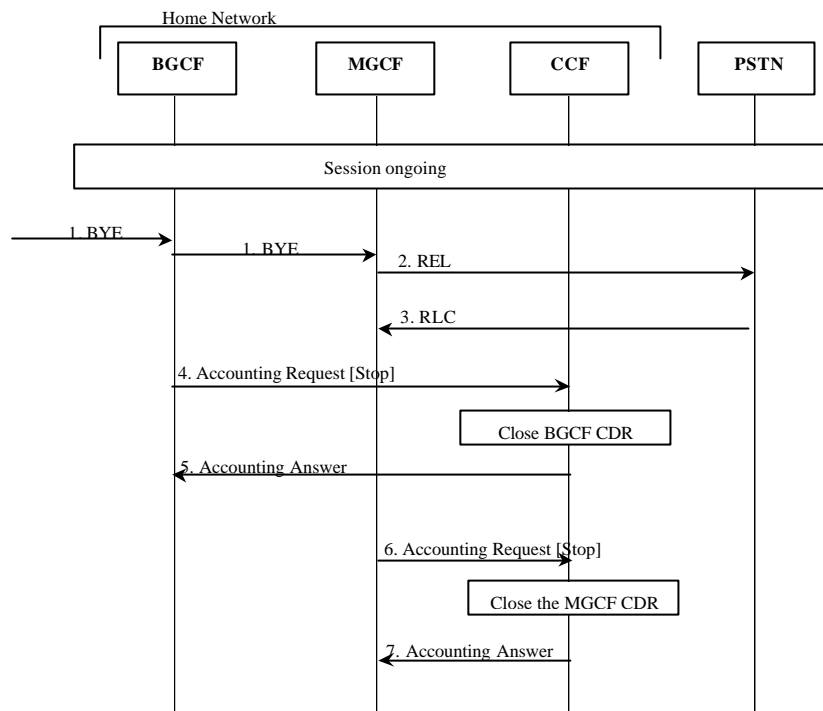 Home Network
BGCF
MGCF
CCF
PSTN
Session ongoing
1. BYE
1. BYE
2. REL
3. RLC
4. Accounting Request [Stop]
Close BGCF CDR
5. Accounting Answer
6. Accounting Request [Stop]
Close the MGCF CDR
7. Accounting Answer